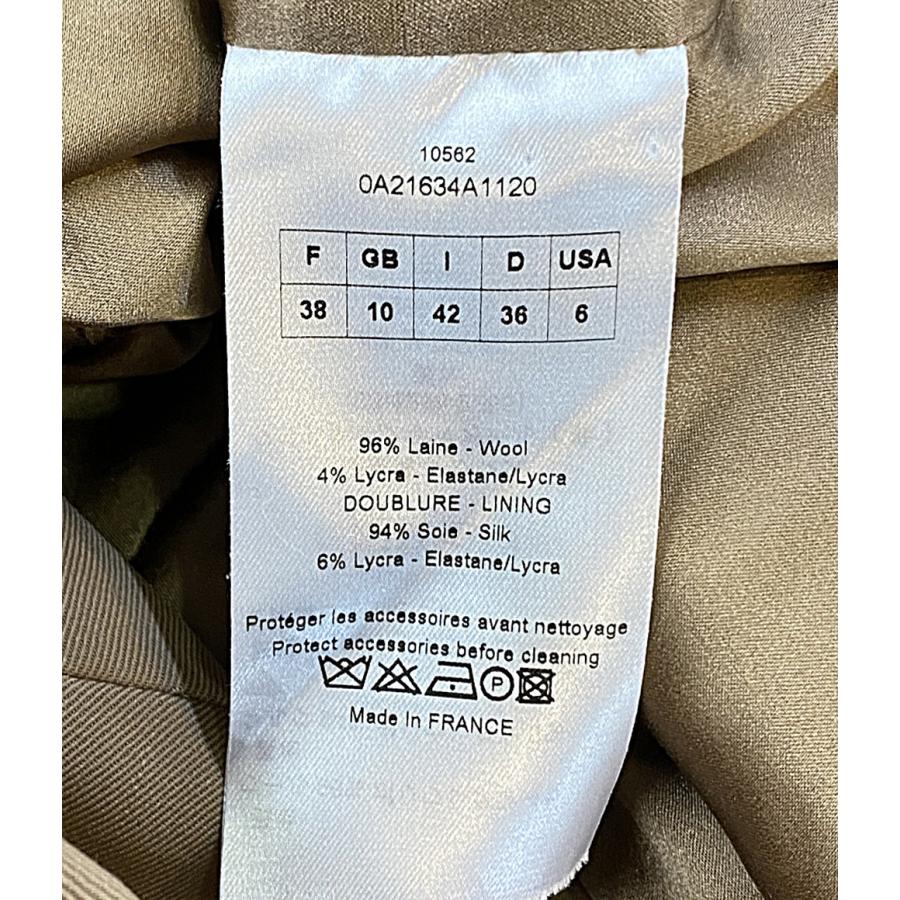 10562
0A21634A1120
F GB I D USA
38 10 42 36 6
96% Laine - Wool
4% Lycra - Elastane/Lycra
DOUBLURE - LINING
94% Soie - Silk
6% Lycra - Elastane/Lycra
Protéger les accessoires avant nettoyage
Protect accessories before cleaning
P
Made In FRANCE